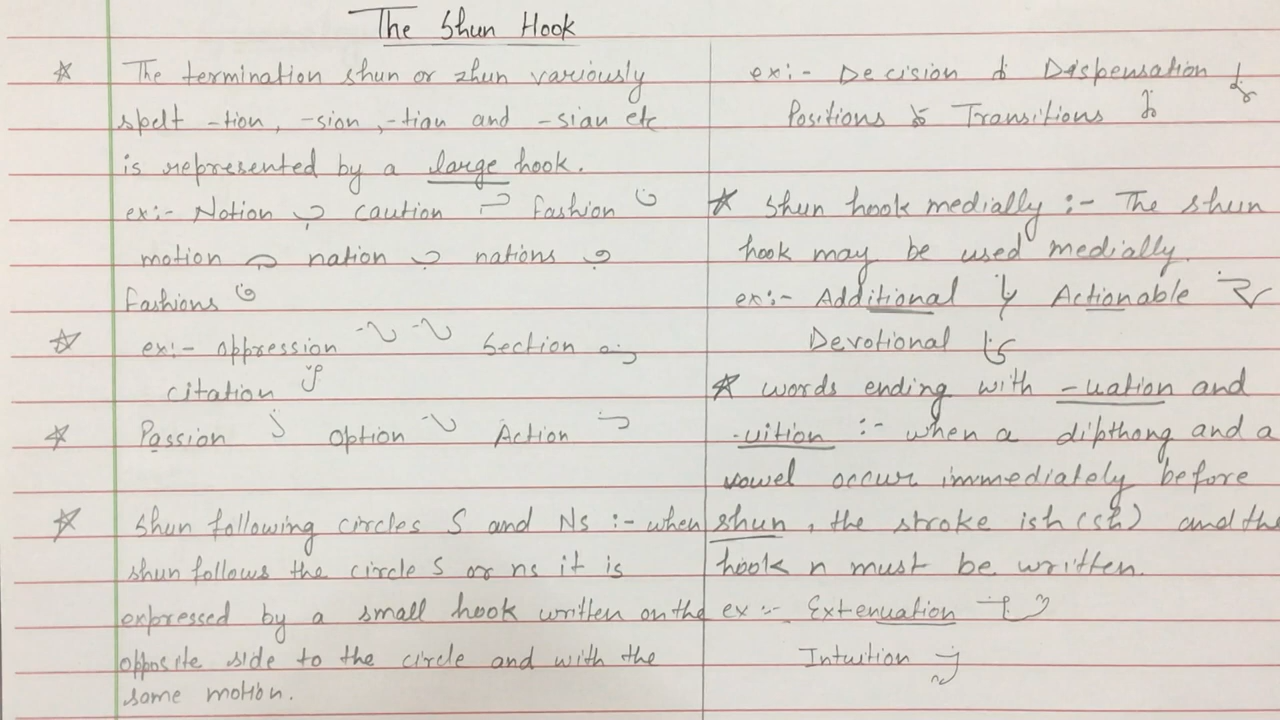 The Shun Hook
The termination shun or zhun variously
spelt -tion, -sion, -tian and -sian etc
is represented by a large hook.
ex:- Notion caution fashion
motion nation nations
fashions
ex:- oppression Section
citation
Passion Option Action
Shun following circles S and Ns :- when
shun follows the circle S or ns it is
expressed by a small hook written on the
opposite side to the circle and with the
same motion.
ex:- Decision Dispensation
Positions Transitions
Shun hook medially :- The shun
hook may be used medially.
ex:- Additional Actionable
Devotional
words ending with -uation and
-uition :- when a dipthong and a
vowel occur immediately before
shun, the stroke ish (sh) and the
hook n must be written.
ex :- Extenuation
Intuition